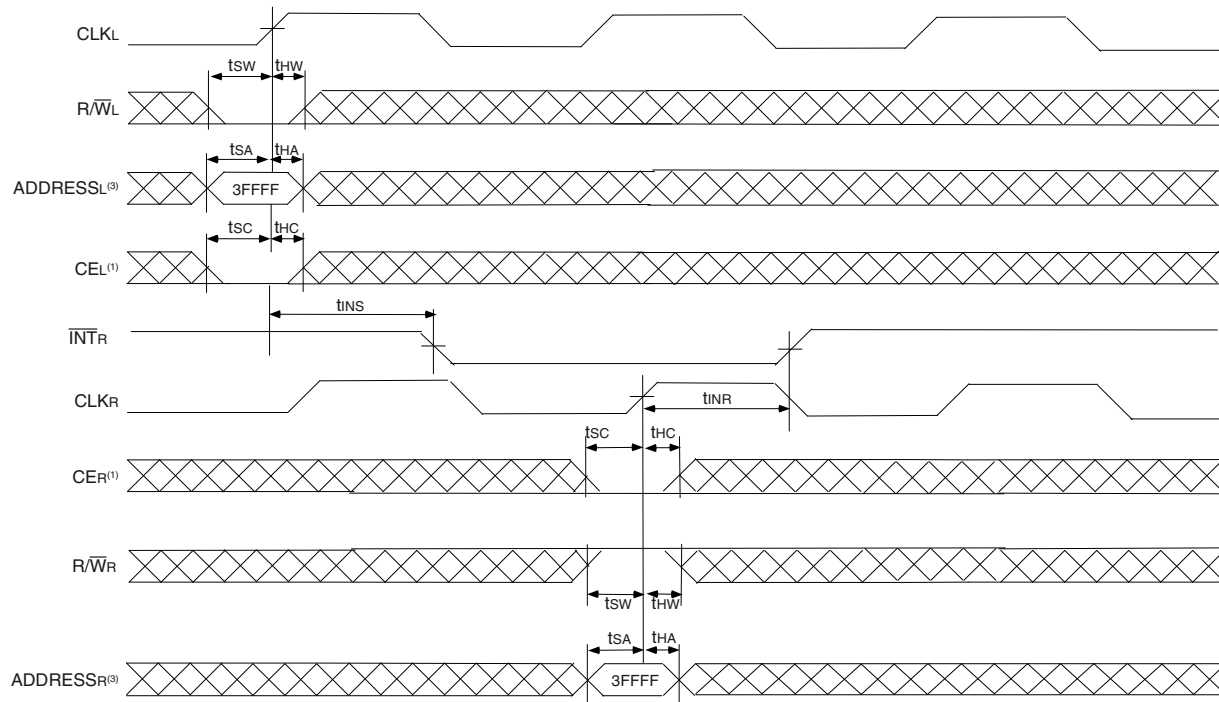 CLKL
tSW tHW
R/W̅L
tSA tHA
ADDRESSL(3) 3FFFF
tSC tHC
CEL(1)
tINS
I̅N̅T̅R
CLKR
tINR
tSC tHC
CER(1)
R/W̅R
tSW tHW
tSA tHA
ADDRESSR(3) 3FFFF